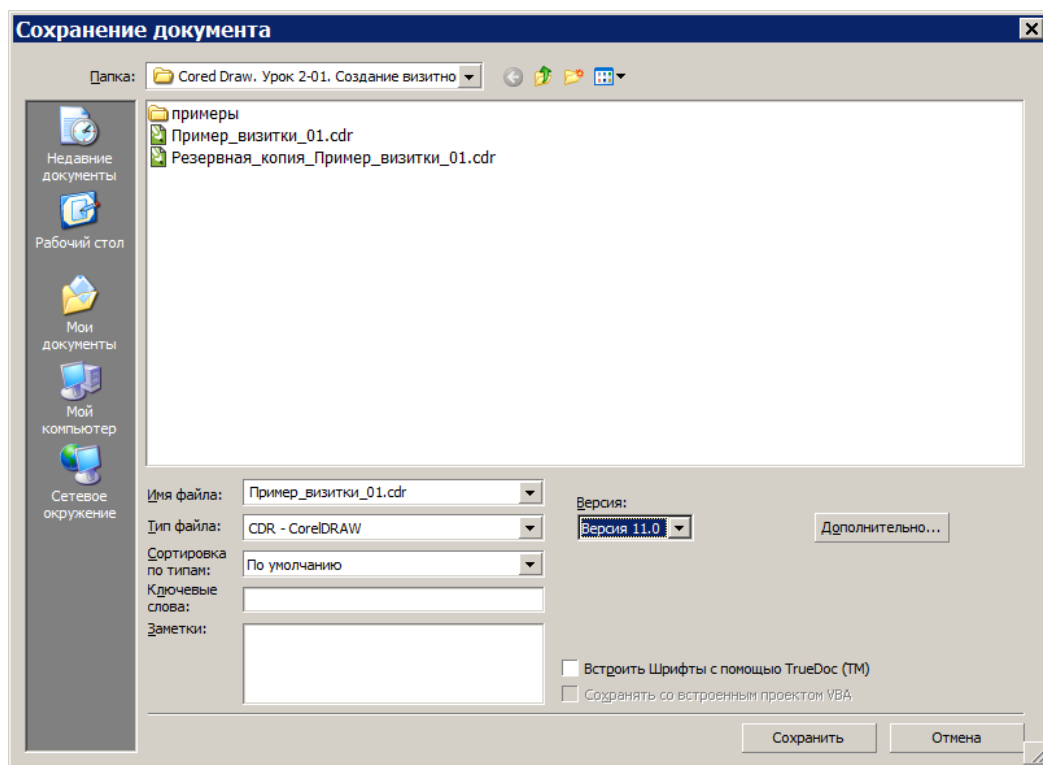 Сохранение документа
Папка:
Cored Draw. Урок 2-01. Создание визитно
примеры
Пример_визитки_01.cdr
Резервная_копия_Пример_визитки_01.cdr
Недавние
документы
Рабочий стол
Мои
документы
Мой
компьютер
Сетевое
окружение
Имя файла:
Пример_визитки_01.cdr
Тип файла:
CDR - CorelDRAW
Сортировка
по типам:
По умолчанию
Ключевые
слова:
Заметки:
Версия:
Версия 11.0
Дополнительно...
Встроить Шрифты с помощью TrueDoc (TM)
Сохранять со встроенным проектом VBA
Сохранить
Отмена